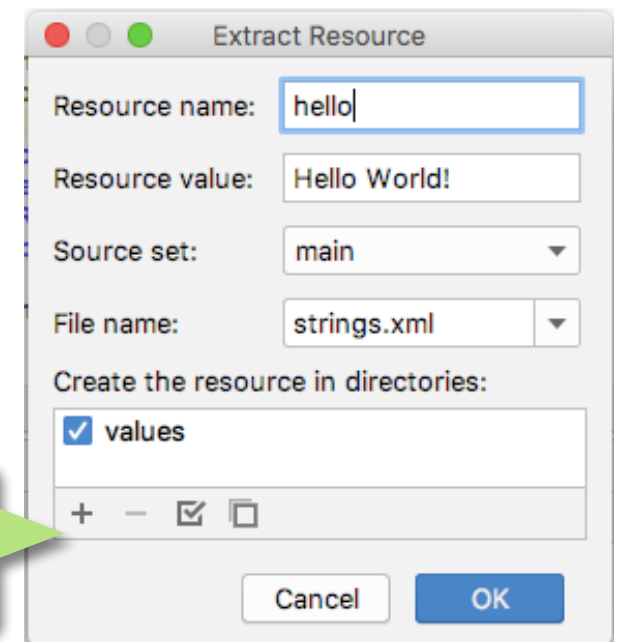 Extract Resource
Resource name: hello
Resource value: Hello World!
Source set: main
File name: strings.xml
Create the resource in directories:
values
Cancel OK